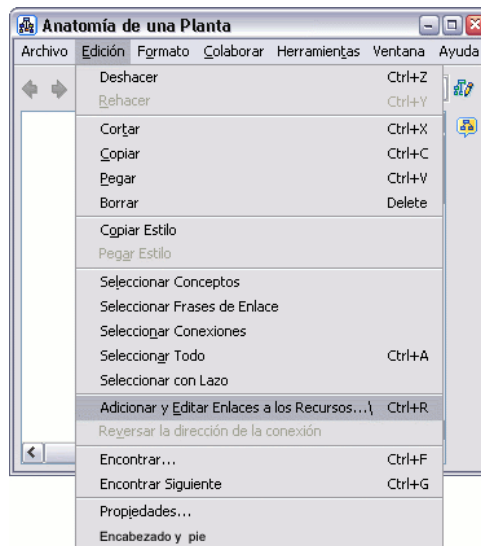 Anatomía de una Planta
Archivo Edición Formato Colaborar Herramientas Ventana Ayuda
Deshacer Ctrl+Z
Rehacer Ctrl+Y
Cortar Ctrl+X
Copiar Ctrl+C
Pegar Ctrl+V
Borrar Delete
Copiar Estilo
Pegar Estilo
Seleccionar Conceptos
Seleccionar Frases de Enlace
Seleccionar Conexiones
Seleccionar Todo Ctrl+A
Seleccionar con Lazo
Adicionar y Editar Enlaces a los Recursos...\ Ctrl+R
Reversar la dirección de la conexión
Encontrar... Ctrl+F
Encontrar Siguiente Ctrl+G
Propiedades...
Encabezado y pie